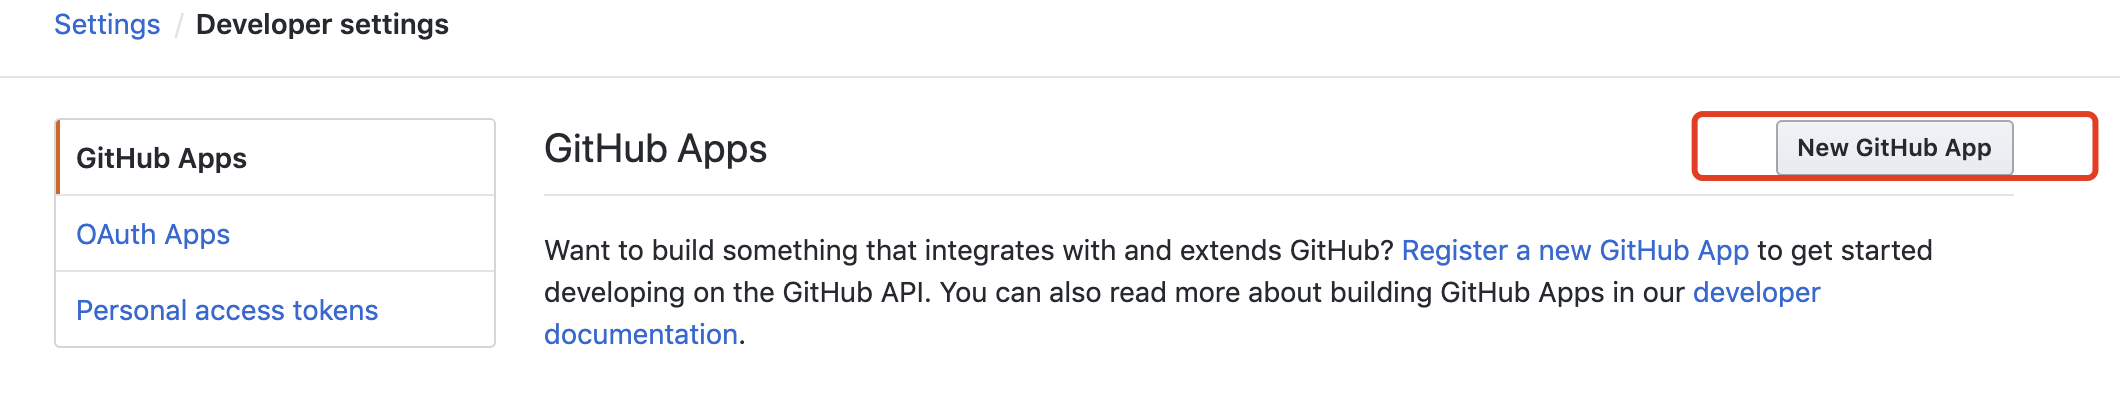 Settings / Developer settings
GitHub Apps
OAuth Apps
Personal access tokens
GitHub Apps
New GitHub App
Want to build something that integrates with and extends GitHub? Register a new GitHub App to get started
developing on the GitHub API. You can also read more about building GitHub Apps in our developer
documentation.